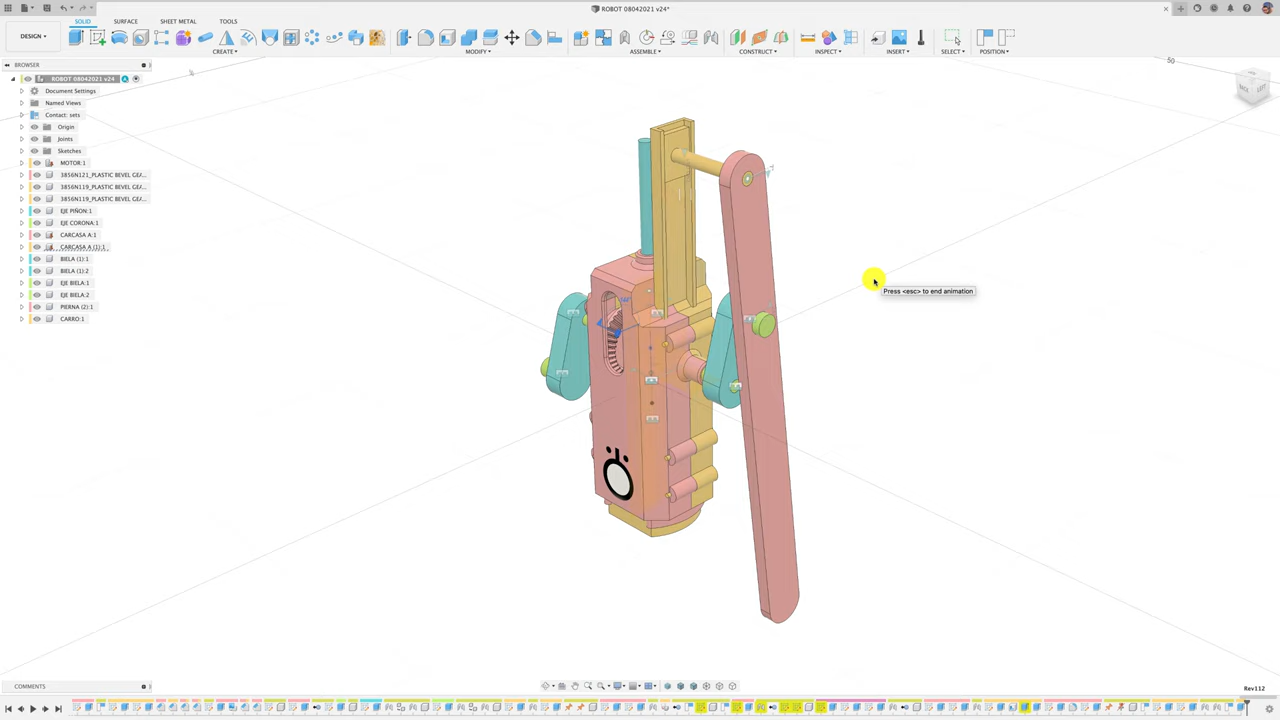 ROBOT 08042021 v24*
DESIGN
SOLID
SURFACE
SHEET METAL
TOOLS
CREATE
MODIFY
ASSEMBLE
CONSTRUCT
INSPECT
INSERT
SELECT
POSITION
BROWSER
ROBOT 08042021 v24
Document Settings
Named Views
Contact: sets
Origin
Joints
Sketches
MOTOR:1
3856N121_PLASTIC BEVEL GEA...
3856N119_PLASTIC BEVEL GEA...
3856N119_PLASTIC BEVEL GEA...
EJE PIÑON:1
EJE CORONA:1
CARCASA A:1
CARCASA A (1):1
BIELA (1):1
BIELA (1):2
EJE BIELA:1
EJE BIELA:2
PIERNA (2):1
CARRO:1
50
BACK
LEFT
Press <esc> to end animation
COMMENTS
Rev112